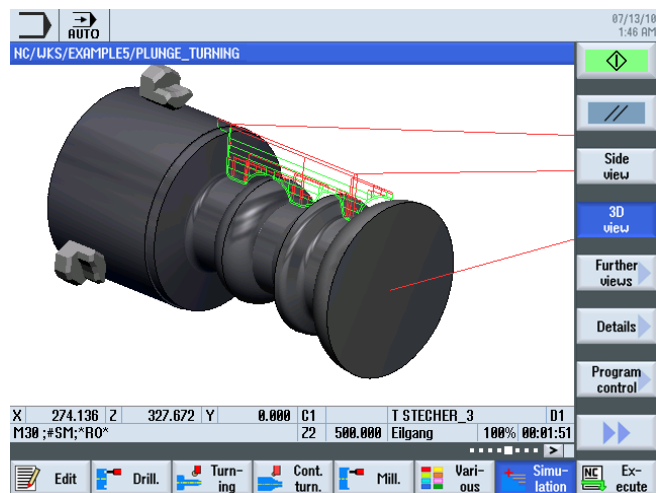 AUTO
07/13/10
1:46 AM
NC/WKS/EXAMPLE5/PLUNGE_TURNING
Side
view
3D
view
Further
views
Details
Program
control
X 274.136 Z 327.672 Y 0.000 C1 T STECHER_3 D1
M30 ;#SM;*RO* Z2 500.000 Eilgang 100% 00:01:51
>
Edit
Drill.
Turn-
ing
Cont.
turn.
Mill.
Vari-
ous
Simu-
lation
NC
Ex-
ecute